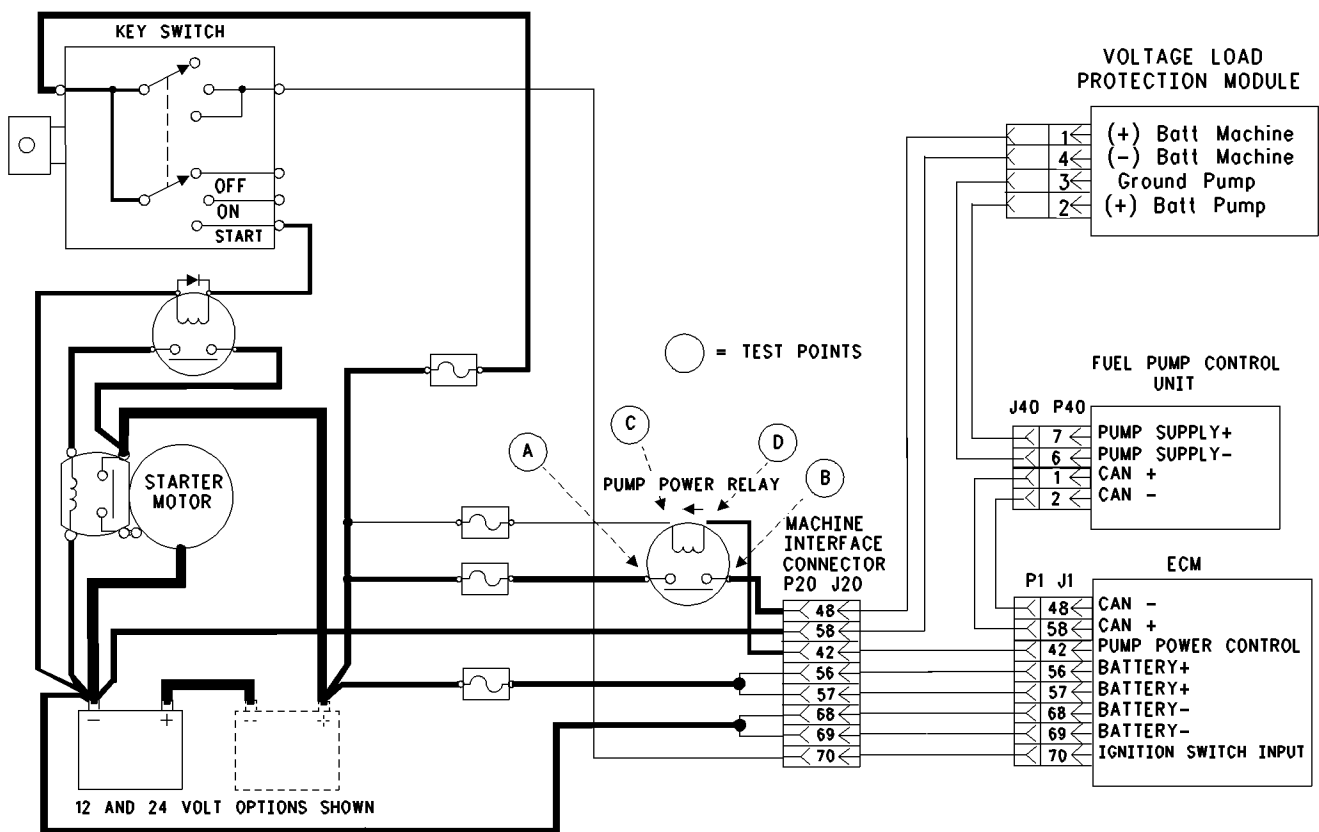 KEY SWITCH
OFF
ON
START
VOLTAGE LOAD
PROTECTION MODULE
1 (+) Batt Machine
4 (-) Batt Machine
3 Ground Pump
2 (+) Batt Pump
= TEST POINTS
FUEL PUMP CONTROL
UNIT
J40 P40
7 PUMP SUPPLY+
6 PUMP SUPPLY-
1 CAN +
2 CAN -
STARTER
MOTOR
A
C
D
B
PUMP POWER RELAY
MACHINE
INTERFACE
CONNECTOR
P20 J20
48
58
42
56
57
68
69
70
ECM
P1 J1
48 CAN -
58 CAN +
42 PUMP POWER CONTROL
56 BATTERY+
57 BATTERY+
68 BATTERY-
69 BATTERY-
70 IGNITION SWITCH INPUT
- +
- +
12 AND 24 VOLT OPTIONS SHOWN